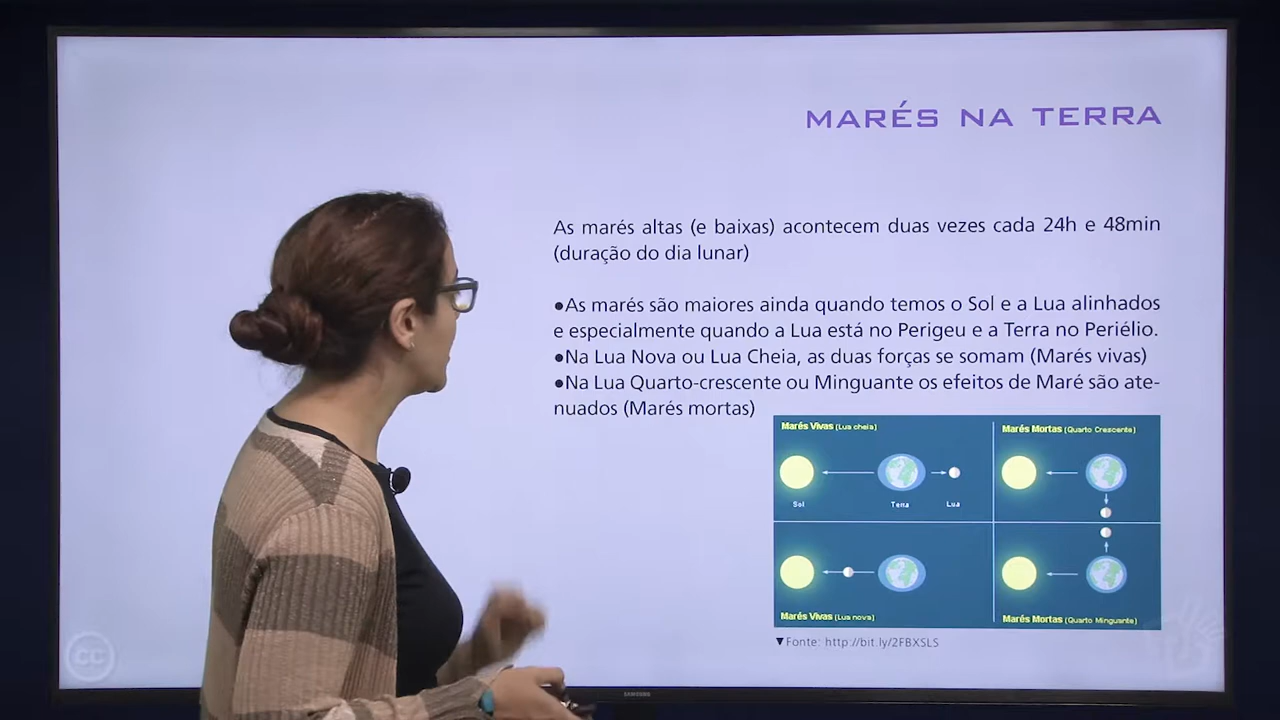 MARÉS NA TERRA
As marés altas (e baixas) acontecem duas vezes cada 24h e 48min
(duração do dia lunar)
●As marés são maiores ainda quando temos o Sol e a Lua alinhados
e especialmente quando a Lua está no Perigeu e a Terra no Periélio.
●Na Lua Nova ou Lua Cheia, as duas forças se somam (Marés vivas)
●Na Lua Quarto-crescente ou Minguante os efeitos de Maré são ate-
nuados (Marés mortas)
Marés Vivas (Lua cheia)
Sol Terra Lua
Marés Mortas (Quarto Crescente)
Marés Vivas (Lua nova)
Marés Mortas (Quarto Minguante)
▼Fonte: http://bit.ly/2FBXSLS
cc
SAMSUNG